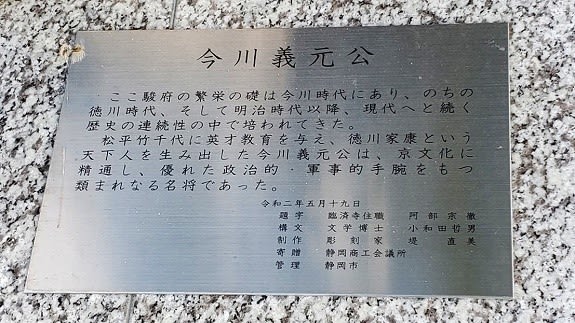 今川義元公
ここ駿府の繁栄の礎は今川時代にあり、のちの
徳川時代、そして明治時代以降、現代へと続く
歴史の連続性の中で培われてきた。
松平竹千代に英才教育を与え、徳川家康という
天下人を生み出した今川義元公は、京文化に
精通し、優れた政治的・軍事的手腕をもつ
類まれなる名将であった。
令和二年五月十九日
題字 臨済寺住職 阿部宗徹
構文 文学博士 小和田哲男
制作 彫刻家 堤直美
寄贈 静岡商工会議所
管理 静岡市